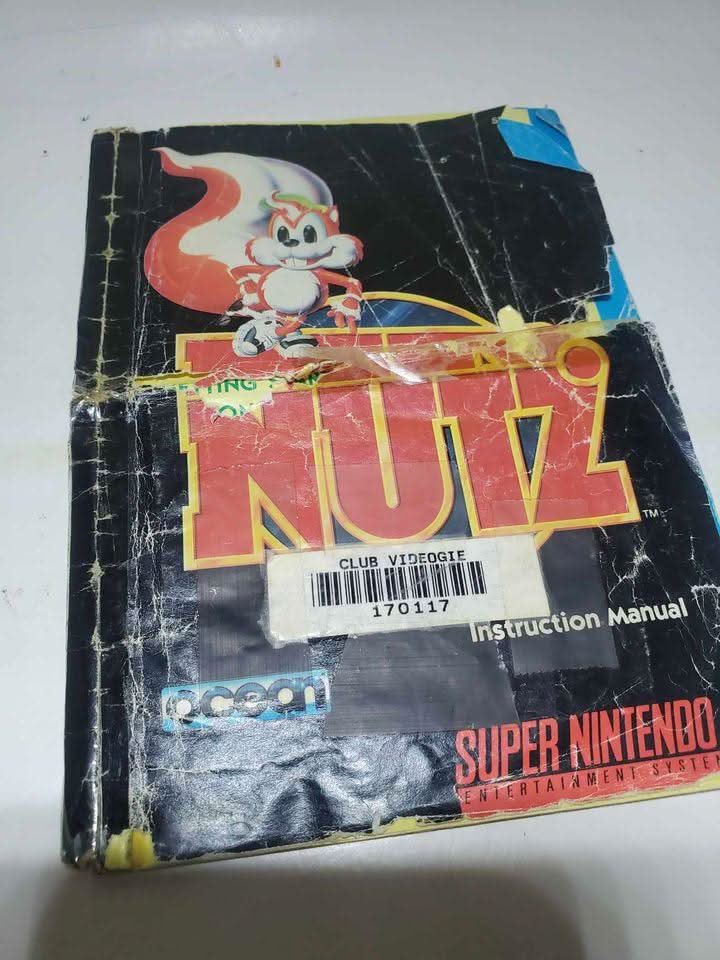 NUTZ
TM
CLUB VIDEOGIE
170117
Instruction Manual
ocean
SUPER NINTENDO
ENTERTAINMENT SYSTEM